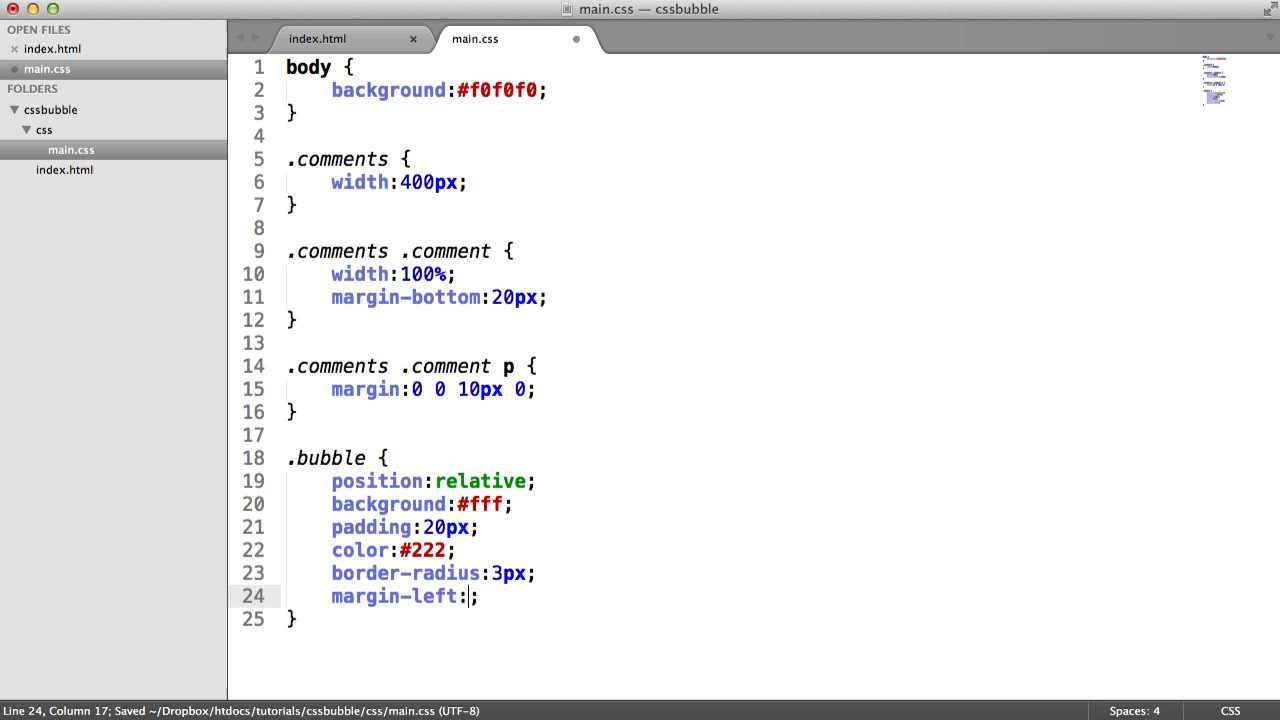 main.css — cssbubble
OPEN FILES
index.html
main.css
FOLDERS
cssbubble
css
main.css
index.html
index.html
main.css
1 body {
2 background:#f0f0f0;
3 }
4
5 .comments {
6 width:400px;
7 }
8
9 .comments .comment {
10 width:100%;
11 margin-bottom:20px;
12 }
13
14 .comments .comment p {
15 margin:0 0 10px 0;
16 }
17
18 .bubble {
19 position:relative;
20 background:#fff;
21 padding:20px;
22 color:#222;
23 border-radius:3px;
24 margin-left:;
25 }
Line 24, Column 17; Saved ~/Dropbox/htdocs/tutorials/cssbubble/css/main.css (UTF-8)
Spaces: 4
CSS